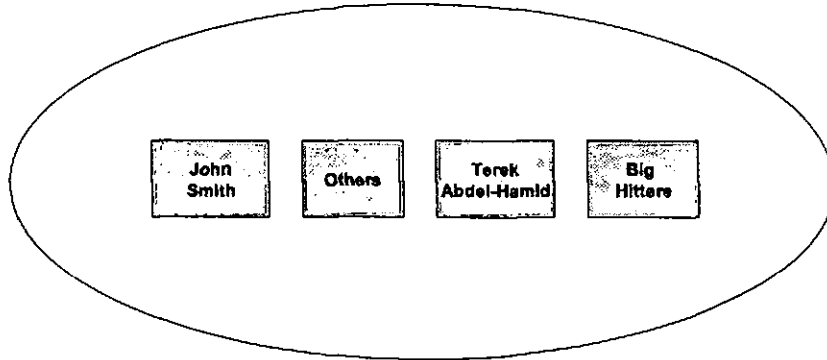 John
Smith
Others
Terek
Abdel-Hamid
Big
Hitters